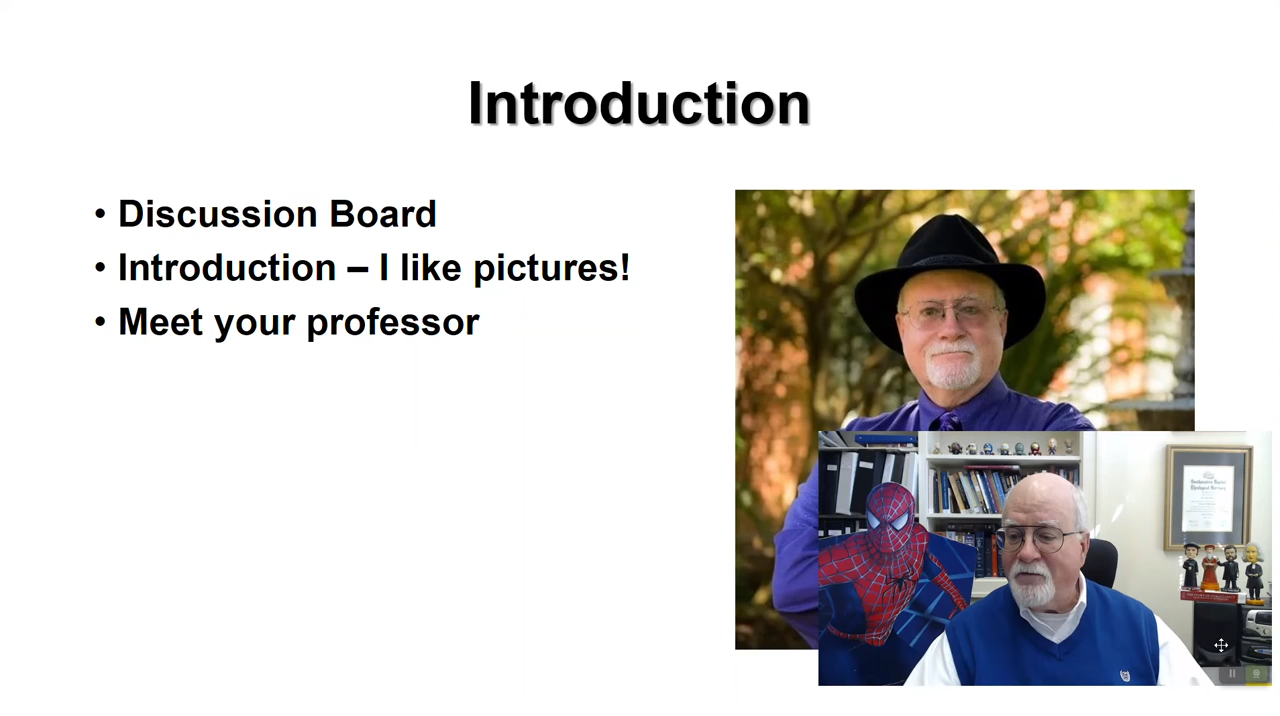 Introduction
• Discussion Board
• Introduction – I like pictures!
• Meet your professor